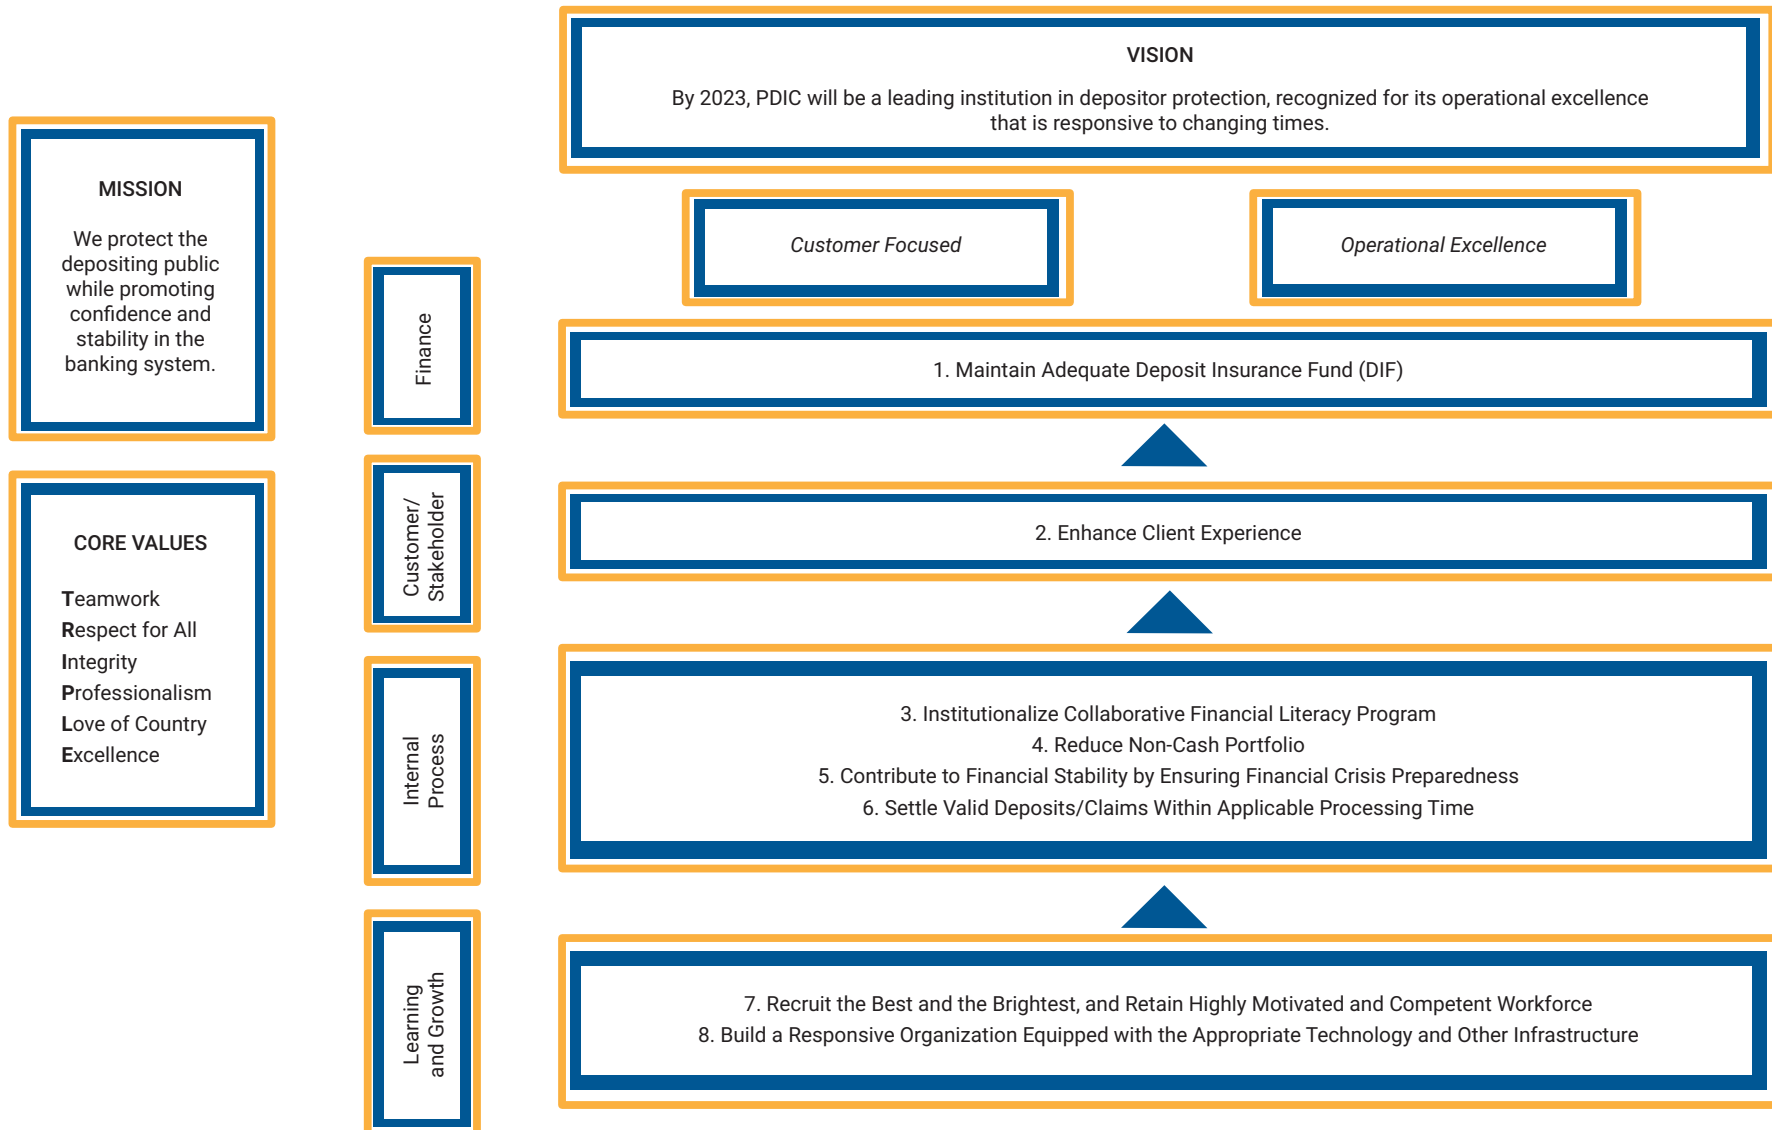 VISION
By 2023, PDIC will be a leading institution in depositor protection, recognized for its operational excellence
that is responsive to changing times.
MISSION
We protect the
depositing public
while promoting
confidence and
stability in the
banking system.
CORE VALUES
Teamwork
Respect for All
Integrity
Professionalism
Love of Country
Excellence
Customer Focused
Operational Excellence
Finance
1. Maintain Adequate Deposit Insurance Fund (DIF)
Customer/
Stakeholder
2. Enhance Client Experience
Internal
Process
3. Institutionalize Collaborative Financial Literacy Program
4. Reduce Non-Cash Portfolio
5. Contribute to Financial Stability by Ensuring Financial Crisis Preparedness
6. Settle Valid Deposits/Claims Within Applicable Processing Time
Learning
and Growth
7. Recruit the Best and the Brightest, and Retain Highly Motivated and Competent Workforce
8. Build a Responsive Organization Equipped with the Appropriate Technology and Other Infrastructure